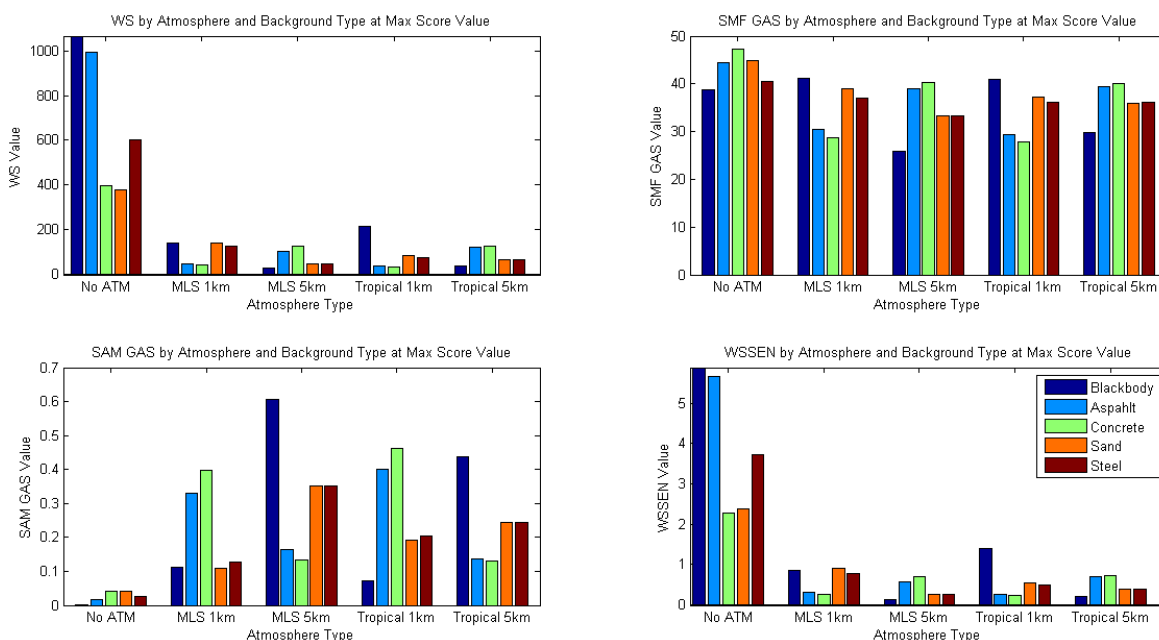 WS by Atmosphere and Background Type at Max Score Value
1000
800
600
400
200
0
WS Value
No ATM MLS 1km MLS 5km Tropical 1km Tropical 5km
Atmosphere Type
SMF GAS by Atmosphere and Background Type at Max Score Value
50
40
30
20
10
0
SMF GAS Value
No ATM MLS 1km MLS 5km Tropical 1km Tropical 5km
Atmosphere Type
SAM GAS by Atmosphere and Background Type at Max Score Value
0.7
0.6
0.5
0.4
0.3
0.2
0.1
0
SAM GAS Value
No ATM MLS 1km MLS 5km Tropical 1km Tropical 5km
Atmosphere Type
WSSEN by Atmosphere and Background Type at Max Score Value
5
4
3
2
1
0
WSSEN Value
Blackbody
Aspahlt
Concrete
Sand
Steel
No ATM MLS 1km MLS 5km Tropical 1km Tropical 5km
Atmosphere Type